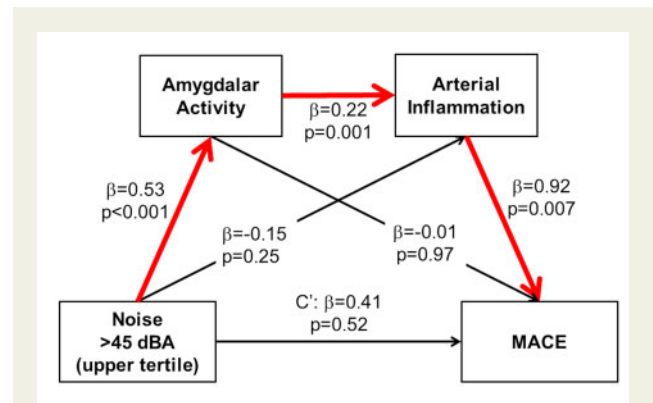 Amygdalar
Activity
Arterial
Inflammation
β=0.22
p=0.001
β=0.53
p<0.001
β=0.92
p=0.007
β=-0.15
p=0.25
β=-0.01
p=0.97
C’: β=0.41
p=0.52
Noise
>45 dBA
(upper tertile)
MACE